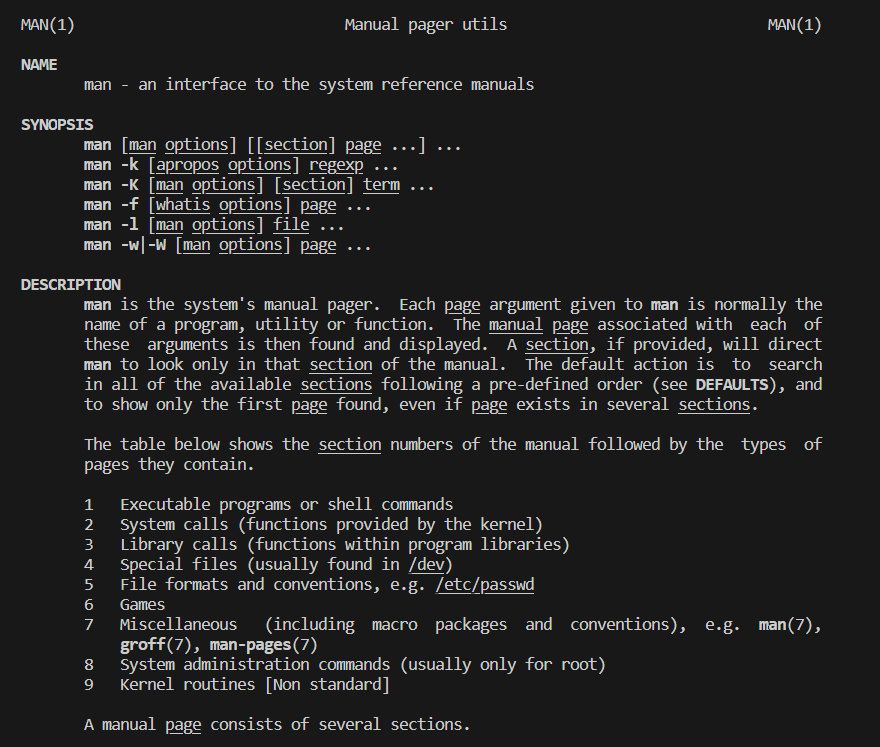 MAN(1)                              Manual pager utils                             MAN(1)
NAME
       man - an interface to the system reference manuals
SYNOPSIS
       man [man options] [[section] page ...] ...
       man -k [apropos options] regexp ...
       man -K [man options] [section] term ...
       man -f [whatis options] page ...
       man -l [man options] file ...
       man -w|-W [man options] page ...
DESCRIPTION
       man is the system's manual pager.  Each page argument given to man is normally the
       name of a program, utility or function.  The manual page associated with  each  of
       these  arguments is then found and displayed.  A section, if provided, will direct
       man to look only in that section of the manual.  The default action is  to  search
       in all of the available sections following a pre-defined order (see DEFAULTS), and
       to show only the first page found, even if page exists in several sections.
       The table below shows the section numbers of the manual followed by the  types  of
       pages they contain.
       1   Executable programs or shell commands
       2   System calls (functions provided by the kernel)
       3   Library calls (functions within program libraries)
       4   Special files (usually found in /dev)
       5   File formats and conventions, e.g. /etc/passwd
       6   Games
       7   Miscellaneous   (including  macro  packages  and  conventions),  e.g.  man(7),
           groff(7), man-pages(7)
       8   System administration commands (usually only for root)
       9   Kernel routines [Non standard]
       A manual page consists of several sections.